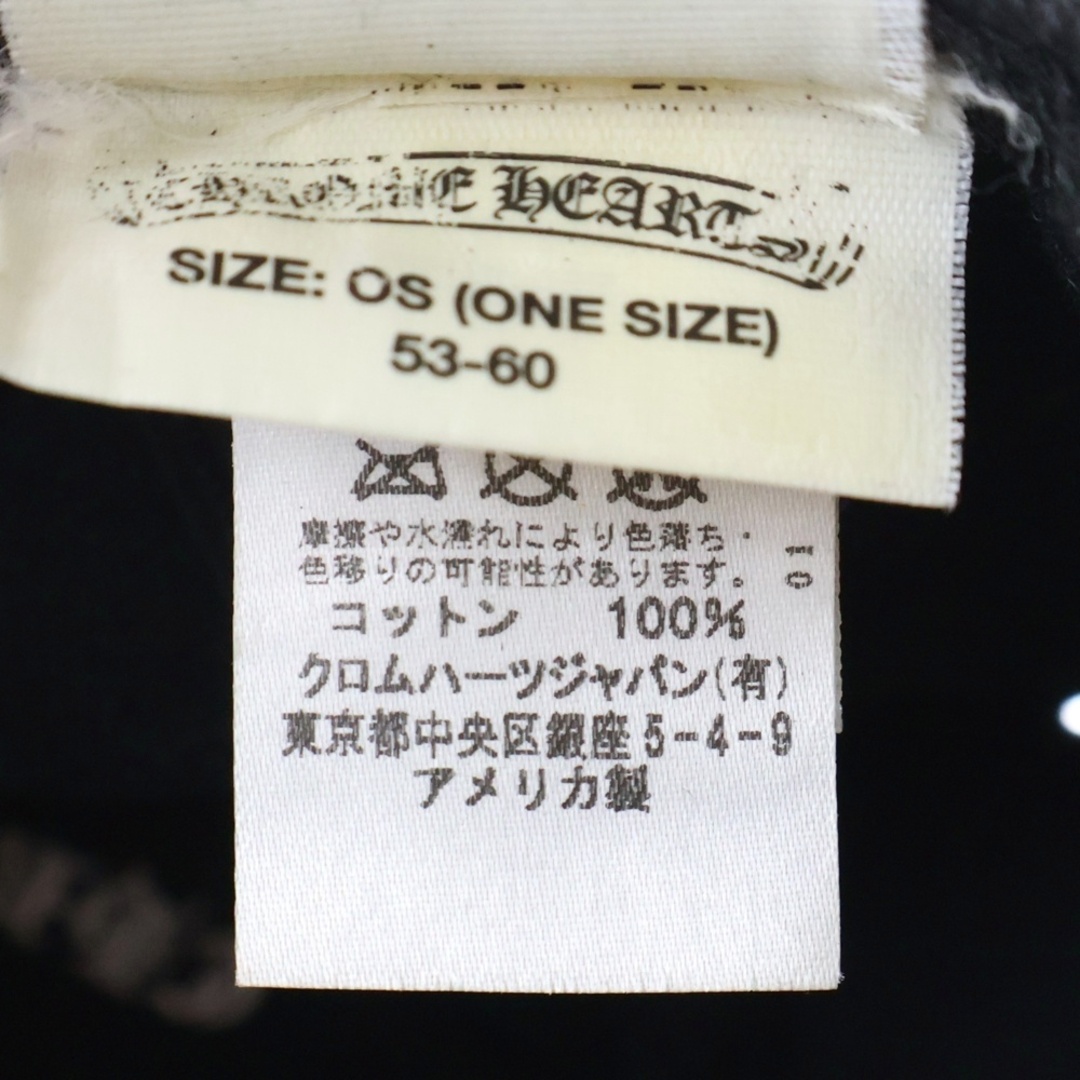 CHROME HEARTS
SIZE: OS (ONE SIZE)
53-60
摩擦や水濡れにより色落ち・
色移りの可能性があります。
01
コットン 100%
クロムハーツジャパン(有)
東京都中央区銀座5-4-9
アメリカ製